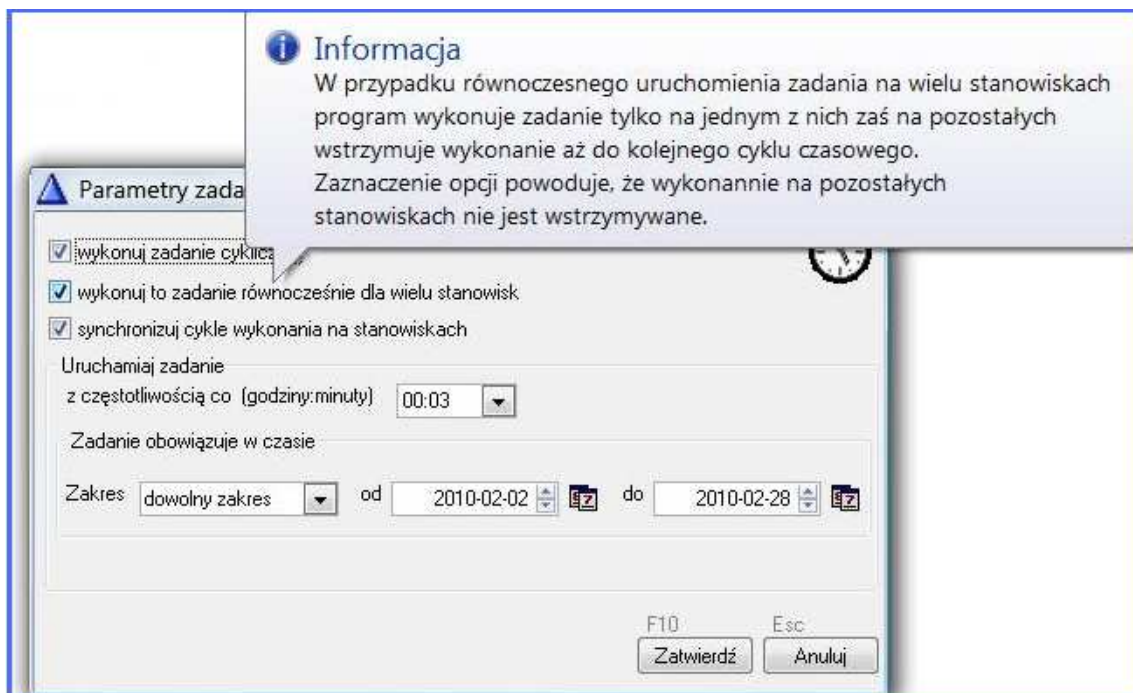 Informacja
W przypadku równoczesnego uruchomienia zadania na wielu stanowiskach
program wykonuje zadanie tylko na jednym z nich zaś na pozostałych
wstrzymuje wykonanie aż do kolejnego cyklu czasowego.
Zaznaczenie opcji powoduje, że wykonannie na pozostałych
stanowiskach nie jest wstrzymywane.
Parametry zada
wykonuj zadanie cyklicz
wykonuj to zadanie równocześnie dla wielu stanowisk
synchronizuj cykle wykonania na stanowiskach
Uruchamiaj zadanie
z częstotliwością co (godziny:minuty) 00:03
Zadanie obowiązuje w czasie
Zakres dowolny zakres od 2010-02-02 do 2010-02-28
F10 Esc
Zatwierdź Anuluj